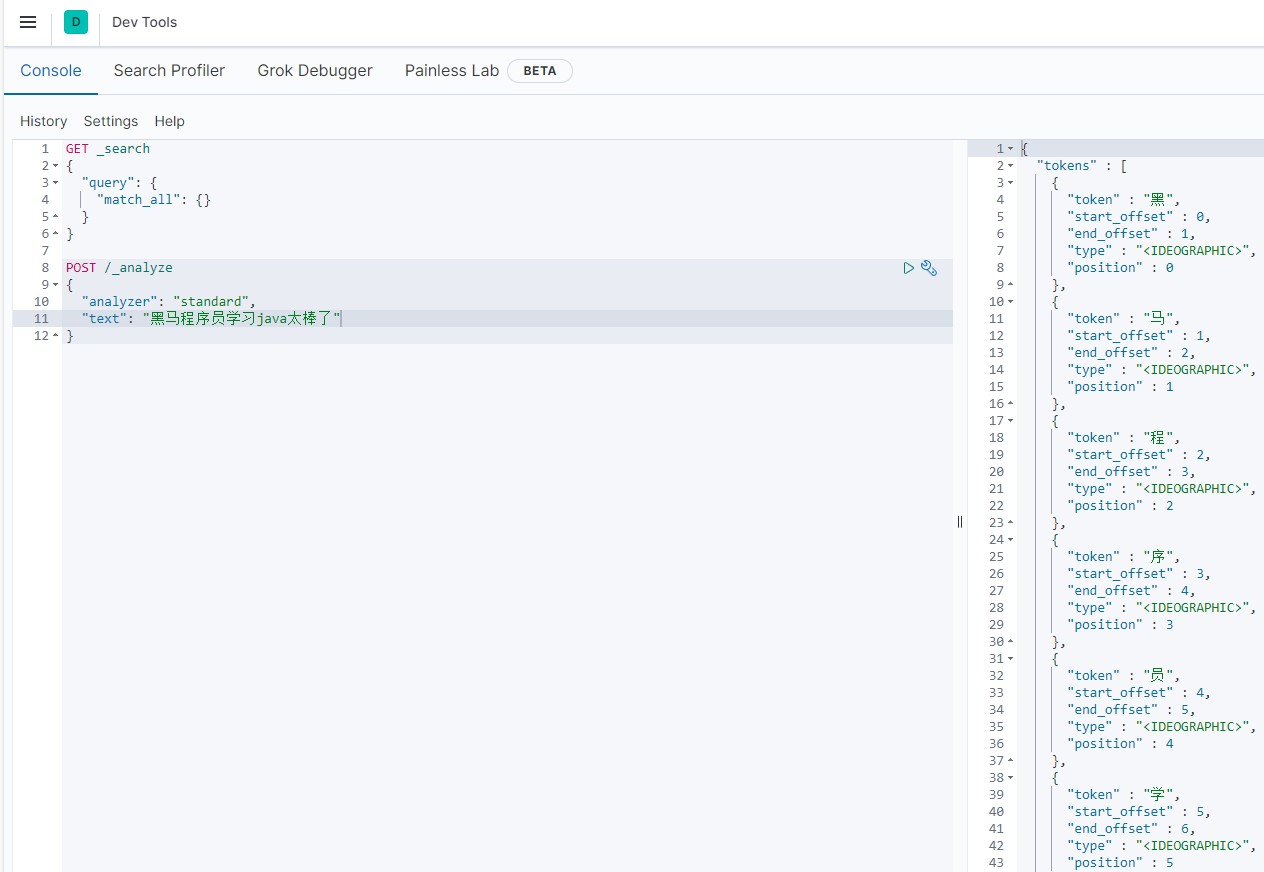 D Dev Tools
Console Search Profiler Grok Debugger Painless Lab BETA
History Settings Help
1 GET _search
2 {
3 "query": {
4 "match_all": {}
5 }
6 }
7
8 POST /_analyze
9 {
10 "analyzer": "standard",
11 "text": "黑马程序员学习java太棒了"
12 }
1 {
2 "tokens" : [
3 {
4 "token" : "黑",
5 "start_offset" : 0,
6 "end_offset" : 1,
7 "type" : "<IDEOGRAPHIC>",
8 "position" : 0
9 },
10 {
11 "token" : "马",
12 "start_offset" : 1,
13 "end_offset" : 2,
14 "type" : "<IDEOGRAPHIC>",
15 "position" : 1
16 },
17 {
18 "token" : "程",
19 "start_offset" : 2,
20 "end_offset" : 3,
21 "type" : "<IDEOGRAPHIC>",
22 "position" : 2
23 },
24 {
25 "token" : "序",
26 "start_offset" : 3,
27 "end_offset" : 4,
28 "type" : "<IDEOGRAPHIC>",
29 "position" : 3
30 },
31 {
32 "token" : "员",
33 "start_offset" : 4,
34 "end_offset" : 5,
35 "type" : "<IDEOGRAPHIC>",
36 "position" : 4
37 },
38 {
39 "token" : "学",
40 "start_offset" : 5,
41 "end_offset" : 6,
42 "type" : "<IDEOGRAPHIC>",
43 "position" : 5